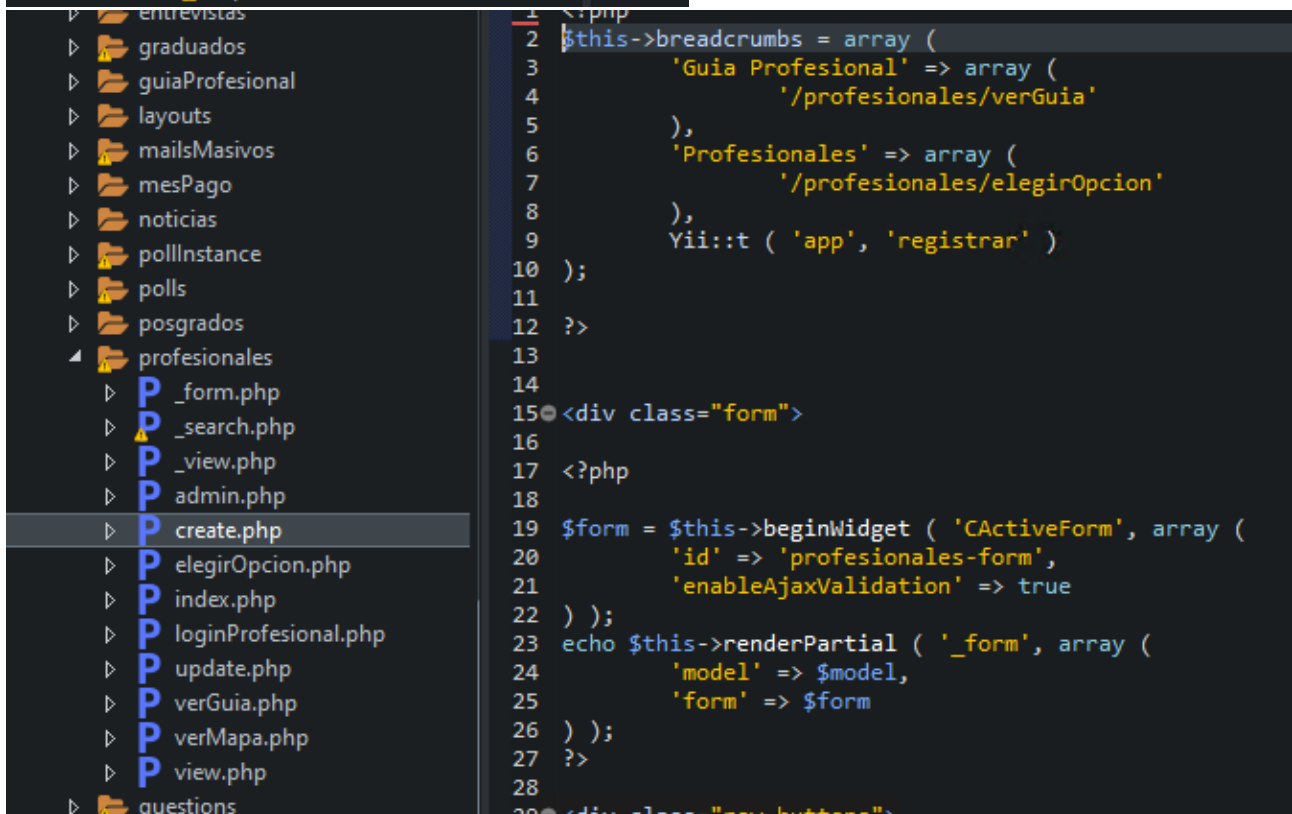 entrevistas
graduados
guiaProfesional
layouts
mailsMasivos
mesPago
noticias
pollInstance
polls
posgrados
profesionales
_form.php
_search.php
_view.php
admin.php
create.php
elegirOpcion.php
index.php
loginProfesional.php
update.php
verGuia.php
verMapa.php
view.php
questions
1 <?php
2 $this->breadcrumbs = array (
3 'Guia Profesional' => array (
4 '/profesionales/verGuia'
5 ),
6 'Profesionales' => array (
7 '/profesionales/elegirOpcion'
8 ),
9 Yii::t ( 'app', 'registrar' )
10 );
11
12 ?>
13
14
15 <div class="form">
16
17 <?php
18
19 $form = $this->beginWidget ( 'CActiveForm', array (
20 'id' => 'profesionales-form',
21 'enableAjaxValidation' => true
22 ) );
23 echo $this->renderPartial ( '_form', array (
24 'model' => $model,
25 'form' => $form
26 ) );
27 ?>
28
29 <div class="row buttons">